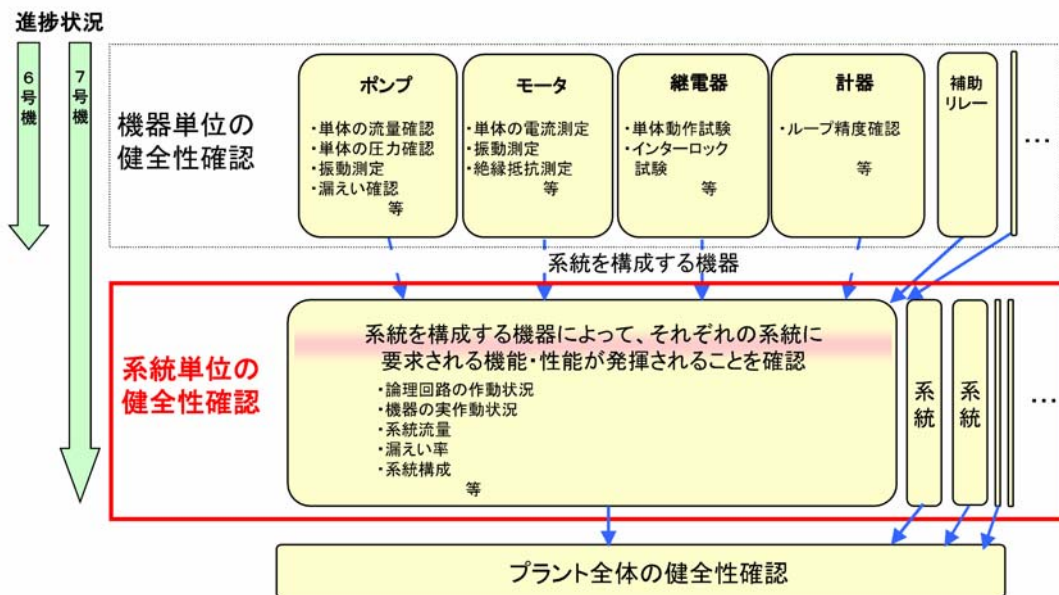 進捗状況
6号機
7号機
機器単位の
健全性確認
ポンプ
・単体の流量確認
・単体の圧力確認
・振動測定
・漏えい確認
等
モータ
・単体の電流測定
・振動測定
・絶縁抵抗測定
等
継電器
・単体動作試験
・インターロック
試験
等
計器
・ループ精度確認
等
補助
リレー
…
系統を構成する機器
系統単位の
健全性確認
系統を構成する機器によって、それぞれの系統に
要求される機能・性能が発揮されることを確認
・論理回路の作動状況
・機器の実作動状況
・系統流量
・漏えい率
・系統構成
等
系統
系統
…
プラント全体の健全性確認